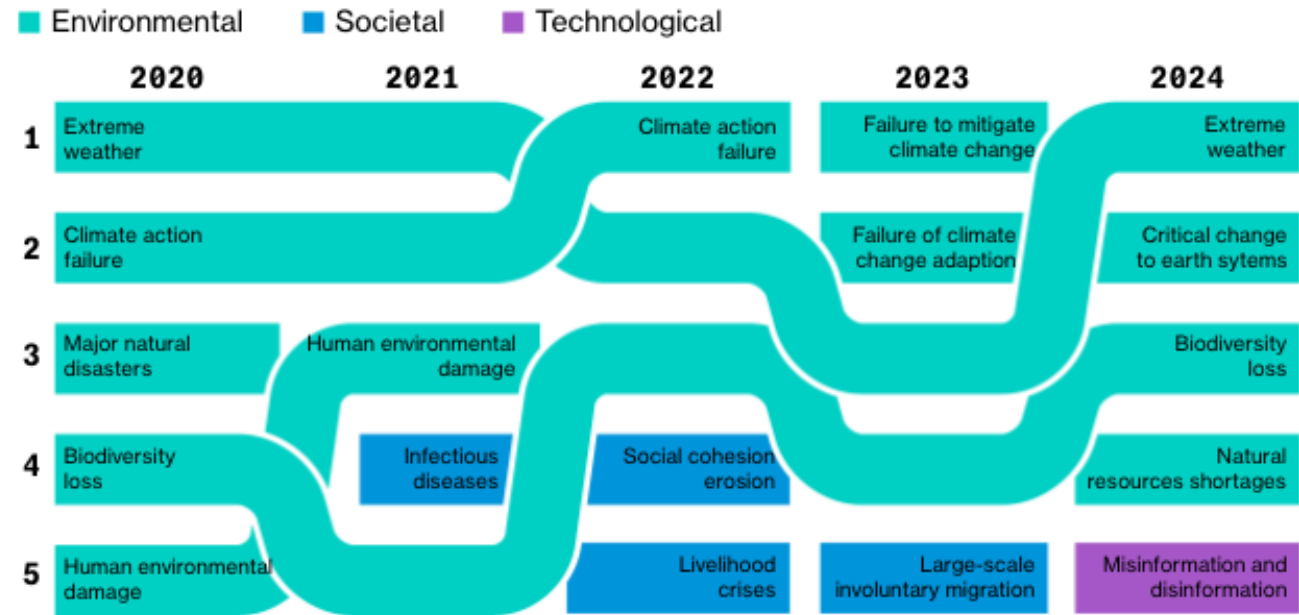 Environmental Societal Technological
2020 2021 2022 2023 2024
1
Extreme
weather
Climate action
failure
Failure to mitigate
climate change
Extreme
weather
2
Climate action
failure
Failure of climate
change adaption
Critical change
to earth sytems
3
Major natural
disasters
Human environmental
damage
Biodiversity
loss
4
Biodiversity
loss
Infectious
diseases
Social cohesion
erosion
Natural
resources shortages
5
Human environmental
damage
Livelihood
crises
Large-scale
involuntary migration
Misinformation and
disinformation